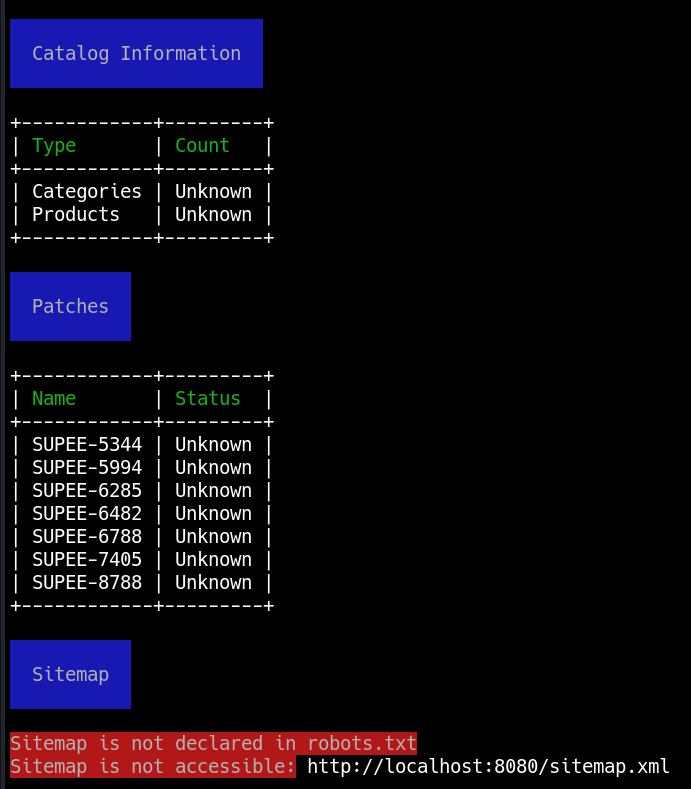 Catalog Information
+------------+---------+
| Type       | Count   |
+------------+---------+
| Categories | Unknown |
| Products   | Unknown |
+------------+---------+
Patches
+------------+---------+
| Name       | Status  |
+------------+---------+
| SUPEE-5344 | Unknown |
| SUPEE-5994 | Unknown |
| SUPEE-6285 | Unknown |
| SUPEE-6482 | Unknown |
| SUPEE-6788 | Unknown |
| SUPEE-7405 | Unknown |
| SUPEE-8788 | Unknown |
+------------+---------+
Sitemap
Sitemap is not declared in robots.txt
Sitemap is not accessible: http://localhost:8080/sitemap.xml